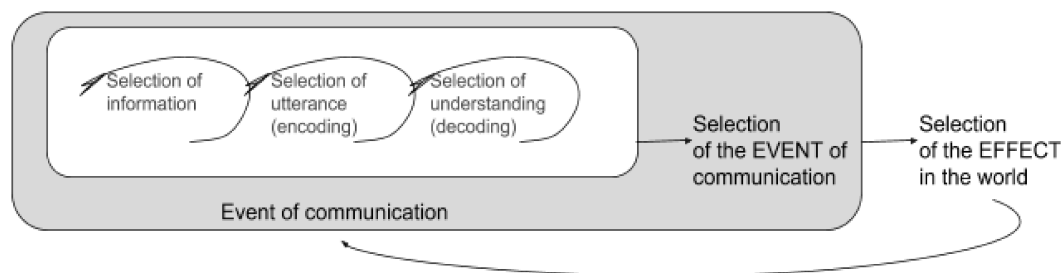 Selection of
information
Selection of
utterance
(encoding)
Selection of
understanding
(decoding)
Selection
of the EVENT of
communication
Selection
of the EFFECT
in the world
Event of communication